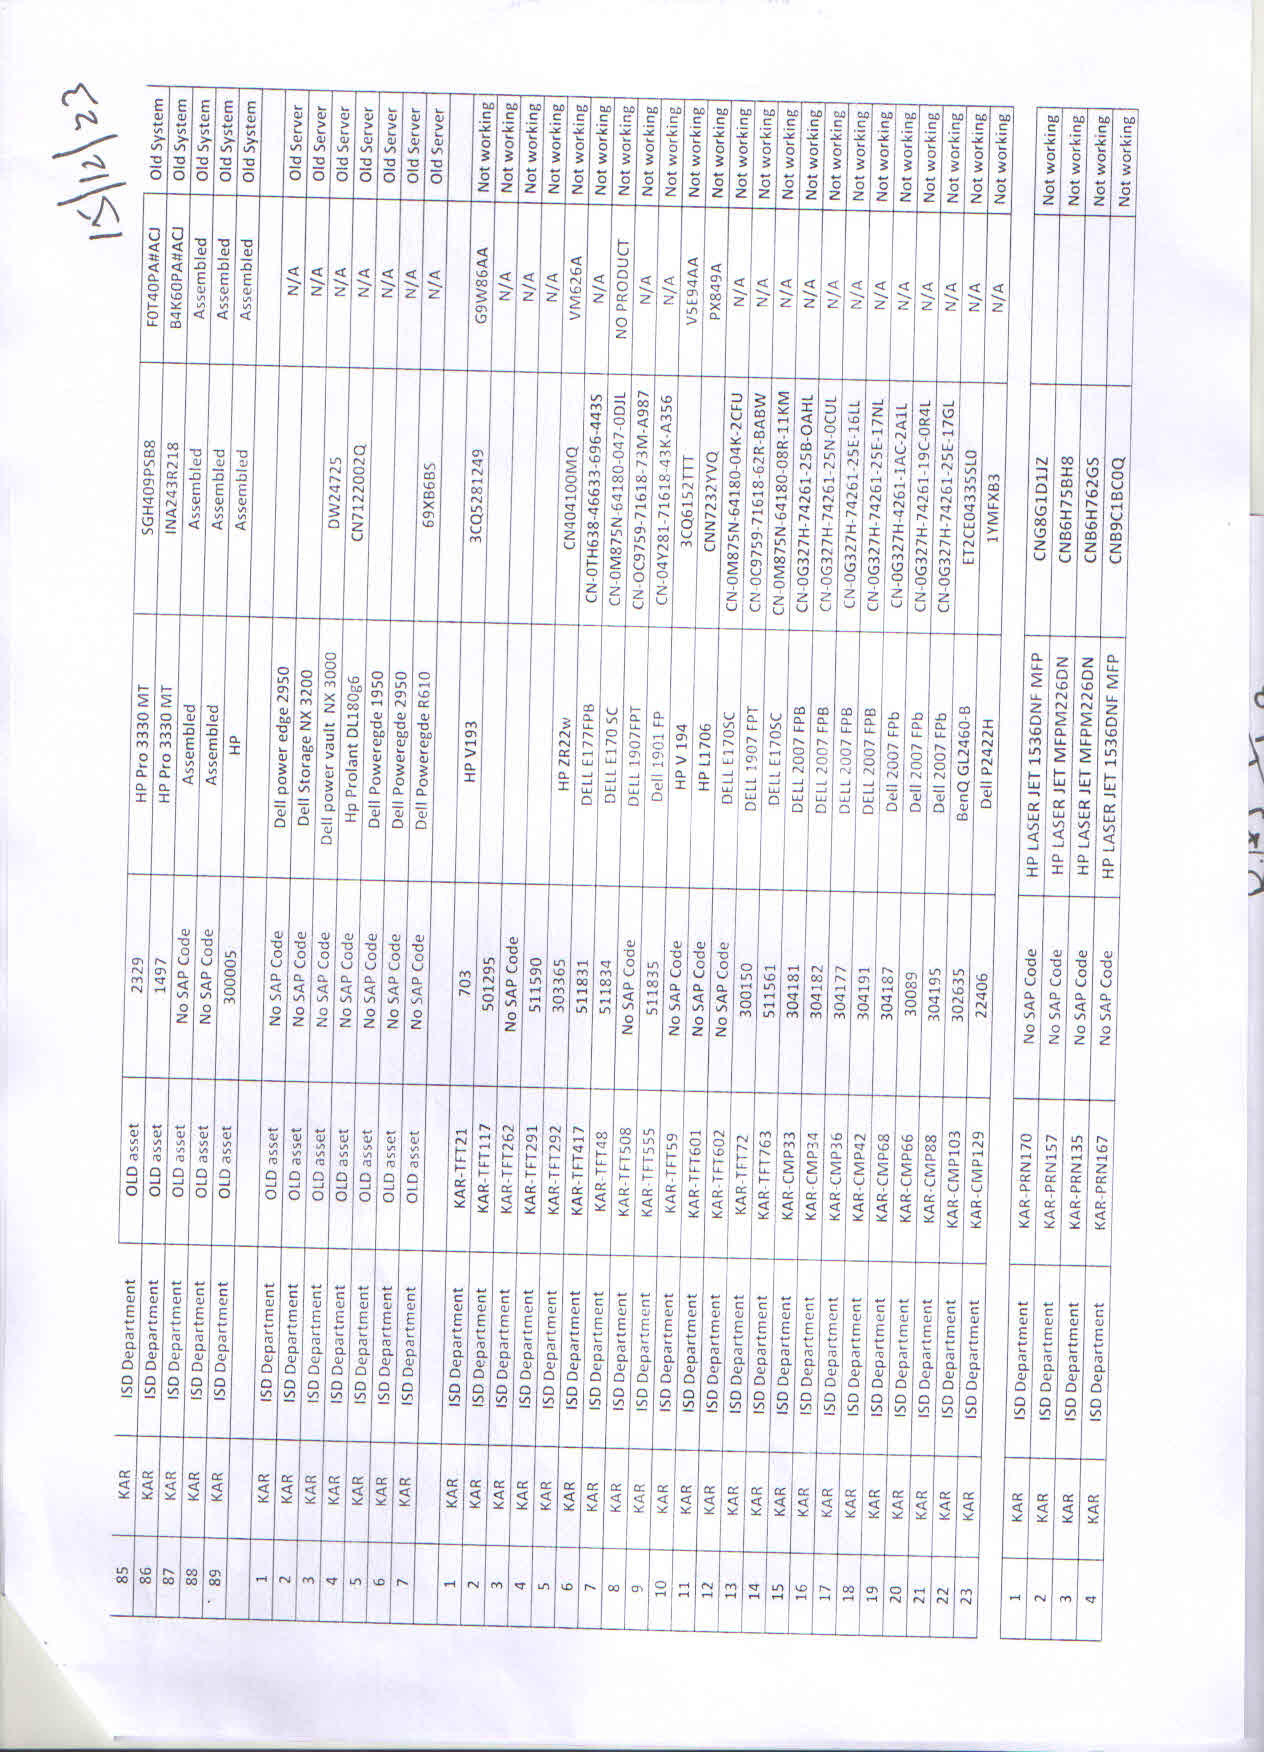 15/12/23
85 KAR ISD Department OLD asset 2329 HP Pro 3330 MT SGH409PSB8 F0T40PA#ACJ Old System
86 KAR ISD Department OLD asset 1497 HP Pro 3330 MT INA243R218 B4K60PA#ACJ Old System
87 KAR ISD Department OLD asset No SAP Code Assembled Assembled Assembled Old System
88 KAR ISD Department OLD asset No SAP Code Assembled Assembled Assembled Old System
89 KAR ISD Department OLD asset 300005 HP Assembled Assembled Old System
1 KAR ISD Department OLD asset No SAP Code Dell power edge 2950 N/A Old Server
2 KAR ISD Department OLD asset No SAP Code Dell Storage NX 3200 N/A Old Server
3 KAR ISD Department OLD asset No SAP Code Dell power vault NX 3000 DW24725 N/A Old Server
4 KAR ISD Department OLD asset No SAP Code Hp Prolant DL180g6 CN7122002Q N/A Old Server
5 KAR ISD Department OLD asset No SAP Code Dell Poweregde 1950 N/A Old Server
6 KAR ISD Department OLD asset No SAP Code Dell Poweregde 2950 N/A Old Server
7 KAR ISD Department OLD asset No SAP Code Dell Poweregde R610 69XB6BS N/A Old Server
1 KAR ISD Department KAR-TFT21 703 HP V193 3CQ5281249 G9W86AA Not working
2 KAR ISD Department KAR-TFT117 501295 N/A Not working
3 KAR ISD Department KAR-TFT262 No SAP Code N/A Not working
4 KAR ISD Department KAR-TFT291 511590 N/A Not working
5 KAR ISD Department KAR-TFT292 303365 HP ZR22w CN404100MQ VM626A Not working
6 KAR ISD Department KAR-TFT417 511831 DELL E177FPB CN-0TH638-46633-696-443S N/A Not working
7 KAR ISD Department KAR-TFT48 511834 DELL E170 SC CN-0M875N-64180-047-0DJL NO PRODUCT Not working
8 KAR ISD Department KAR-TFT508 No SAP Code DELL 1907FPT CN-OC9759-71618-73M-A987 N/A Not working
9 KAR ISD Department KAR-TFT555 511835 Dell 1901 FP CN-04Y281-71618-43K-A356 N/A Not working
10 KAR ISD Department KAR-TFT59 No SAP Code HP V 194 3CQ6152TTT V5E94AA Not working
11 KAR ISD Department KAR-TFT601 No SAP Code HP L1706 CNN7232YVQ PX849A Not working
12 KAR ISD Department KAR-TFT602 No SAP Code DELL E170SC CN-0M875N-64180-04K-2CFU N/A Not working
13 KAR ISD Department KAR-TFT72 300150 DELL 1907 FPT CN-0C9759-71618-62R-BABW N/A Not working
14 KAR ISD Department KAR-TFT763 511561 DELL E170SC CN-0M875N-64180-08R-11KM N/A Not working
15 KAR ISD Department KAR-CMP33 304181 DELL 2007 FPB CN-0G327H-74261-25B-OAHL N/A Not working
16 KAR ISD Department KAR-CMP34 304182 DELL 2007 FPB CN-0G327H-74261-25N-0CUL N/A Not working
17 KAR ISD Department KAR-CMP36 304177 DELL 2007 FPB CN-0G327H-74261-25E-16LL N/A Not working
18 KAR ISD Department KAR-CMP42 304191 DELL 2007 FPB CN-0G327H-74261-25E-17NL N/A Not working
19 KAR ISD Department KAR-CMP68 304187 Dell 2007 FPb CN-0G327H-4261-1AC-2A1L N/A Not working
20 KAR ISD Department KAR-CMP66 30089 Dell 2007 FPb CN-0G327H-74261-19C-0R4L N/A Not working
21 KAR ISD Department KAR-CMP88 304195 Dell 2007 FPb CN-0G327H-74261-25E-17GL N/A Not working
22 KAR ISD Department KAR-CMP103 302635 BenQ GL2460-B ET2CE04335SL0 N/A Not working
23 KAR ISD Department KAR-CMP129 22406 Dell P2422H 1YMFXB3 N/A Not working
1 KAR ISD Department KAR-PRN170 No SAP Code HP LASER JET 1536DNF MFP CNG8G1D1JZ Not working
2 KAR ISD Department KAR-PRN157 No SAP Code HP LASER JET MFPM226DN CNB6H75BH8 Not working
3 KAR ISD Department KAR-PRN135 No SAP Code HP LASER JET MFPM226DN CNB6H762GS Not working
4 KAR ISD Department KAR-PRN167 No SAP Code HP LASER JET 1536DNF MFP CNB9C1BC0Q Not working